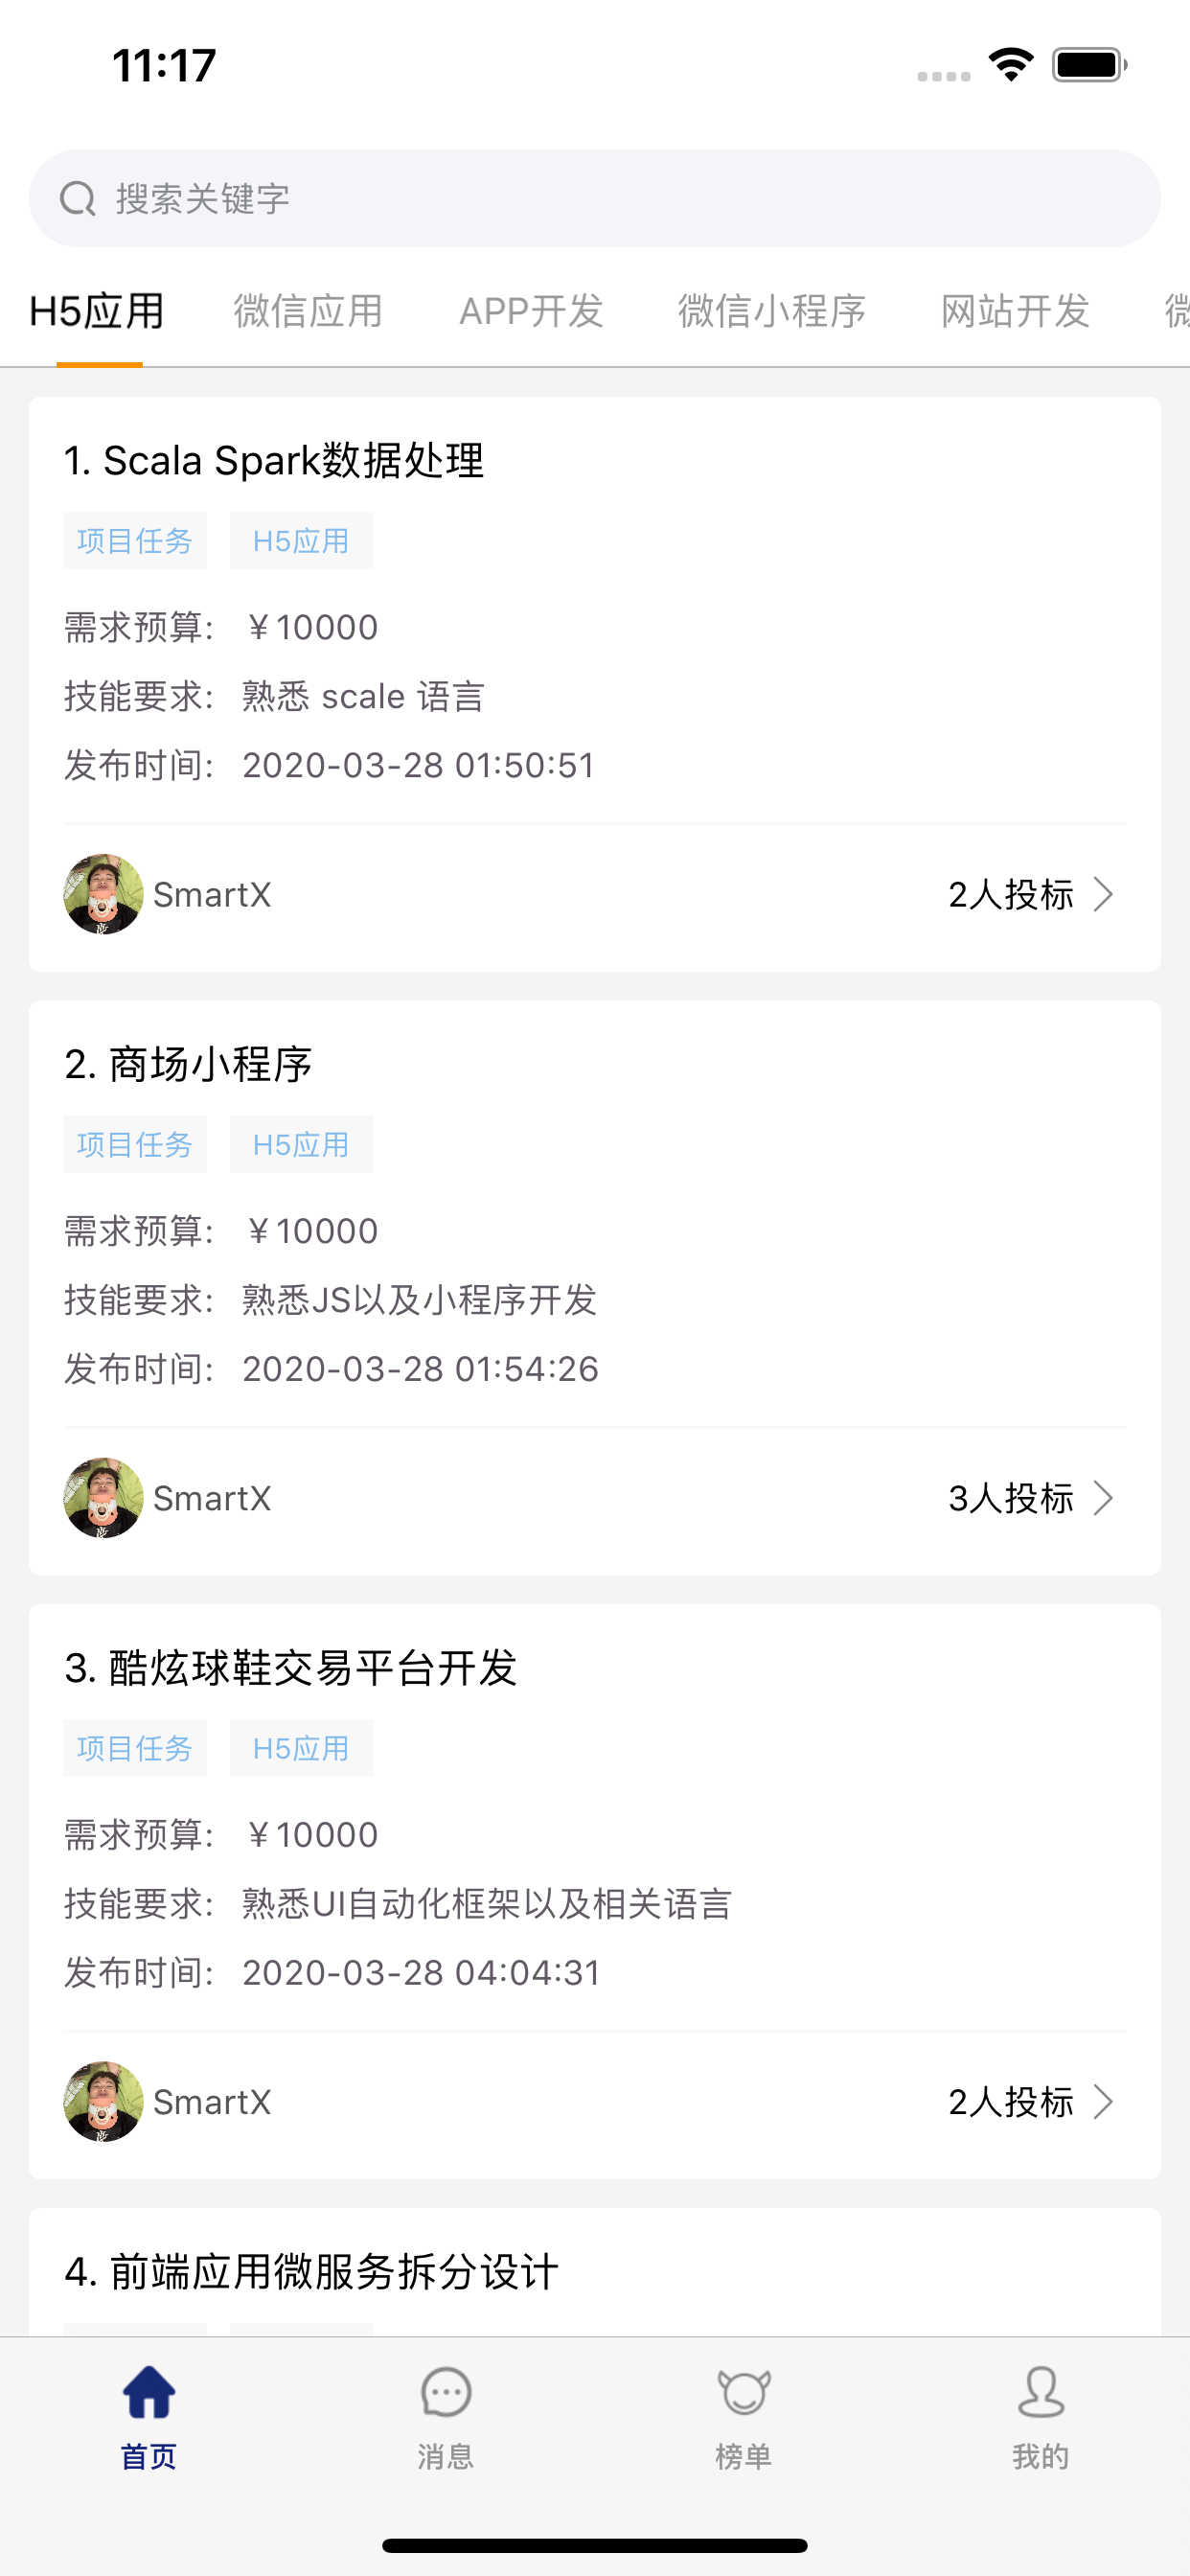 11:17
搜索关键字
H5应用 微信应用 APP开发 微信小程序 网站开发
1. Scala Spark数据处理
项目任务 H5应用
需求预算: ￥10000
技能要求: 熟悉 scale 语言
发布时间: 2020-03-28 01:50:51
SmartX 2人投标
2. 商场小程序
项目任务 H5应用
需求预算: ￥10000
技能要求: 熟悉JS以及小程序开发
发布时间: 2020-03-28 01:54:26
SmartX 3人投标
3. 酷炫球鞋交易平台开发
项目任务 H5应用
需求预算: ￥10000
技能要求: 熟悉UI自动化框架以及相关语言
发布时间: 2020-03-28 04:04:31
SmartX 2人投标
4. 前端应用微服务拆分设计
首页 消息 榜单 我的